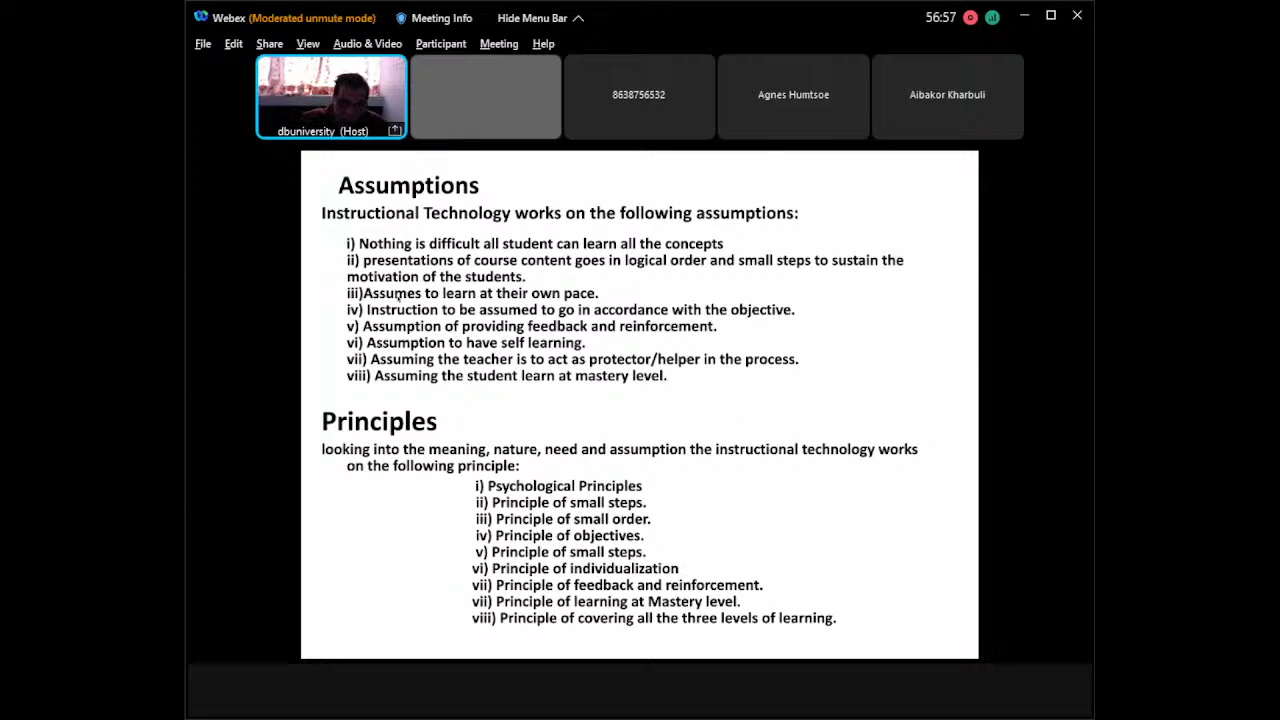 Webex (Moderated unmute mode) Meeting Info Hide Menu Bar 56:57
File Edit Share View Audio & Video Participant Meeting Help
dbuniversity (Host) 8638756532 Agnes Humtsoe Aibakor Kharbuli
Assumptions
Instructional Technology works on the following assumptions:
i) Nothing is difficult all student can learn all the concepts
ii) presentations of course content goes in logical order and small steps to sustain the
motivation of the students.
iii)Assumes to learn at their own pace.
iv) Instruction to be assumed to go in accordance with the objective.
v) Assumption of providing feedback and reinforcement.
vi) Assumption to have self learning.
vii) Assuming the teacher is to act as protector/helper in the process.
viii) Assuming the student learn at mastery level.
Principles
looking into the meaning, nature, need and assumption the instructional technology works
on the following principle:
i) Psychological Principles
ii) Principle of small steps.
iii) Principle of small order.
iv) Principle of objectives.
v) Principle of small steps.
vi) Principle of individualization
vii) Principle of feedback and reinforcement.
vii) Principle of learning at Mastery level.
viii) Principle of covering all the three levels of learning.